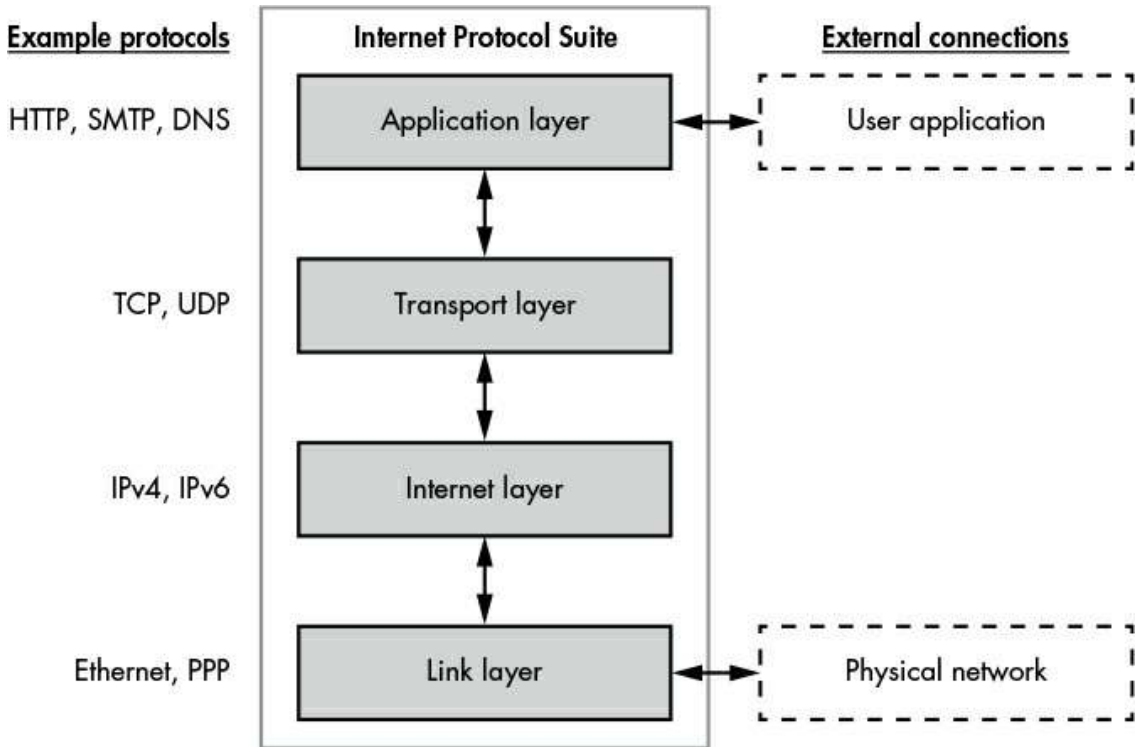 Example protocols
Internet Protocol Suite
External connections
HTTP, SMTP, DNS
Application layer
User application
TCP, UDP
Transport layer
IPv4, IPv6
Internet layer
Ethernet, PPP
Link layer
Physical network